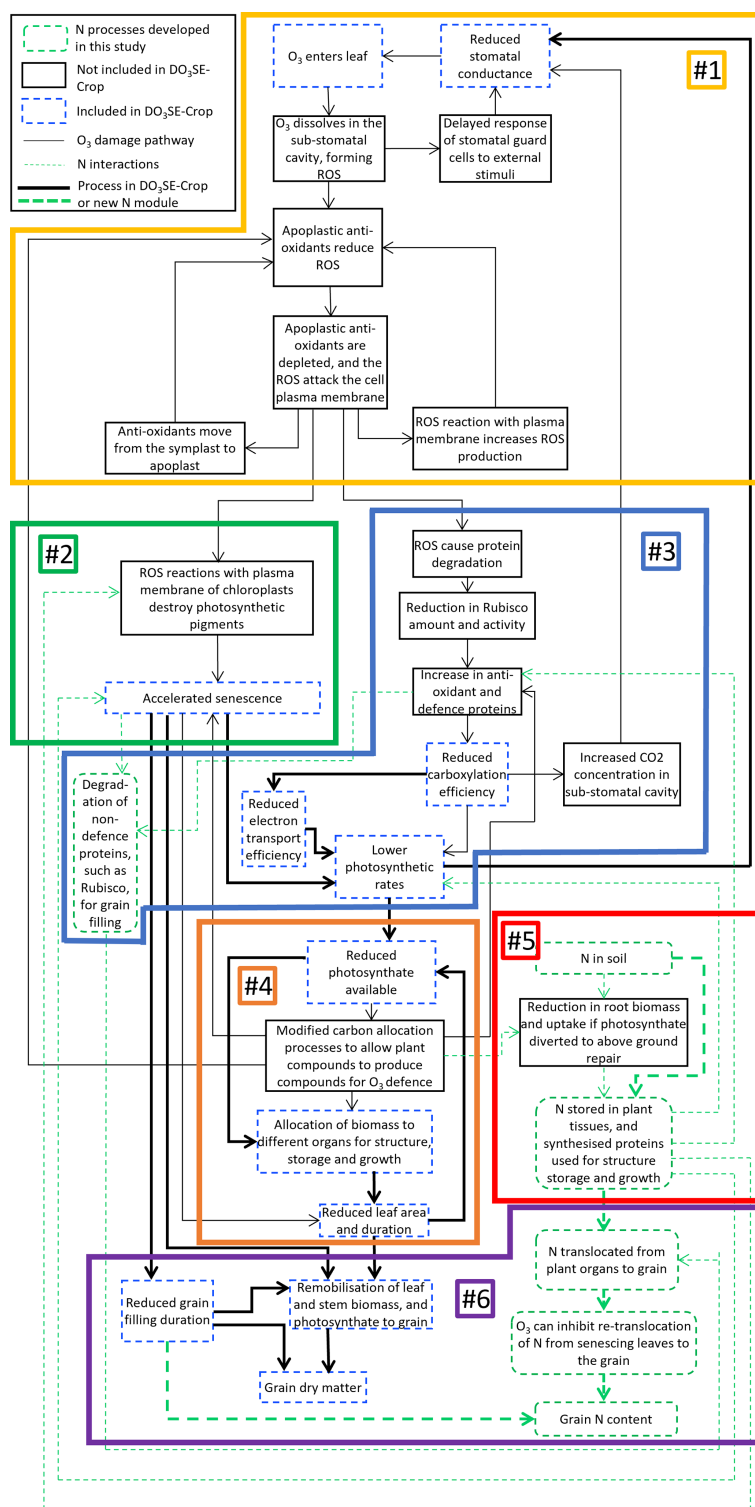 N processes developed
in this study
Not included in DO₃SE-
Crop
Included in DO₃SE-Crop
O₃ damage pathway
N interactions
Process in DO₃SE-Crop
or new N module
#1
O₃ enters leaf
Reduced
stomatal
conductance
O₃ dissolves in the
sub-stomatal
cavity, forming
ROS
Delayed response
of stomatal guard
cells to external
stimuli
Apoplastic anti-
oxidants reduce
ROS
Apoplastic anti-
oxidants are
depleted, and the
ROS attack the cell
plasma membrane
Anti-oxidants move
from the symplast to
apoplast
ROS reaction with plasma
membrane increases ROS
production
#2
ROS reactions with plasma
membrane of chloroplasts
destroy photosynthetic
pigments
Accelerated senescence
#3
ROS cause protein
degradation
Reduction in Rubisco
amount and activity
Increase in anti-
oxidant and
defence proteins
Reduced
carboxylation
efficiency
Increased CO2
concentration in
sub-stomatal cavity
Degrad-
ation of
non-
defence
proteins,
such as
Rubisco,
for grain
filling
Reduced
electron
transport
efficiency
Lower
photosynthetic
rates
#4
Reduced
photosynthate
available
Modified carbon allocation
processes to allow plant
compounds to produce
compounds for O₃ defence
Allocation of biomass to
different organs for structure,
storage and growth
Reduced leaf area
and duration
#5
N in soil
Reduction in root biomass
and uptake if photosynthate
diverted to above ground
repair
N stored in plant
tissues, and
synthesised proteins
used for structure
storage and growth
#6
N translocated from
plant organs to grain
O₃ can inhibit re-translocation
of N from senescing leaves to
the grain
Grain N content
Reduced grain
filling duration
Remobilisation of leaf
and stem biomass, and
photosynthate to grain
Grain dry matter